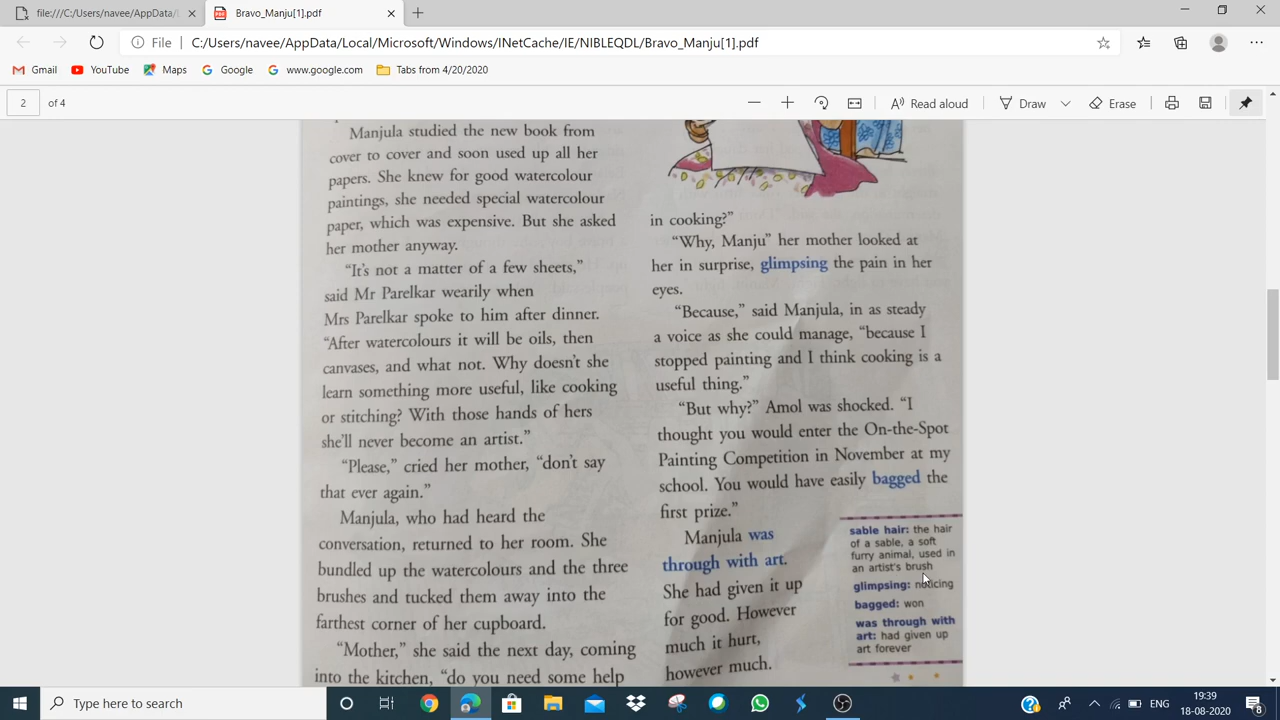 file:///C:/Users/navee/AppData/L
Bravo_Manju[1].pdf
File
C:/Users/navee/AppData/Local/Microsoft/Windows/INetCache/IE/NIBLEQDL/Bravo_Manju[1].pdf
Gmail
YouTube
Maps
Google
www.google.com
Tabs from 4/20/2020
2 of 4
Read aloud
Draw
Erase
Manjula studied the new book from
cover to cover and soon used up all her
papers. She knew for good watercolour
paintings, she needed special watercolour
paper, which was expensive. But she asked
her mother anyway.
“It’s not a matter of a few sheets,”
said Mr Parelkar wearily when
Mrs Parelkar spoke to him after dinner.
“After watercolours it will be oils, then
canvases, and what not. Why doesn’t she
learn something more useful, like cooking
or stitching? With those hands of hers
she’ll never become an artist.”
“Please,” cried her mother, “don’t say
that ever again.”
Manjula, who had heard the
conversation, returned to her room. She
bundled up the watercolours and the three
brushes and tucked them away into the
farthest corner of her cupboard.
“Mother,” she said the next day, coming
into the kitchen, “do you need some help
in cooking?”
“Why, Manju” her mother looked at
her in surprise, glimpsing the pain in her
eyes.
“Because,” said Manjula, in as steady
a voice as she could manage, “because I
stopped painting and I think cooking is a
useful thing.”
“But why?” Amol was shocked. “I
thought you would enter the On-the-Spot
Painting Competition in November at my
school. You would have easily bagged the
first prize.”
Manjula was
through with art.
She had given it up
for good. However
much it hurt,
however much.
sable hair: the hair
of a sable, a soft
furry animal, used in
an artist’s brush
glimpsing: noticing
bagged: won
was through with
art: had given up
art forever
Type here to search
ENG
19:39
18-08-2020
8